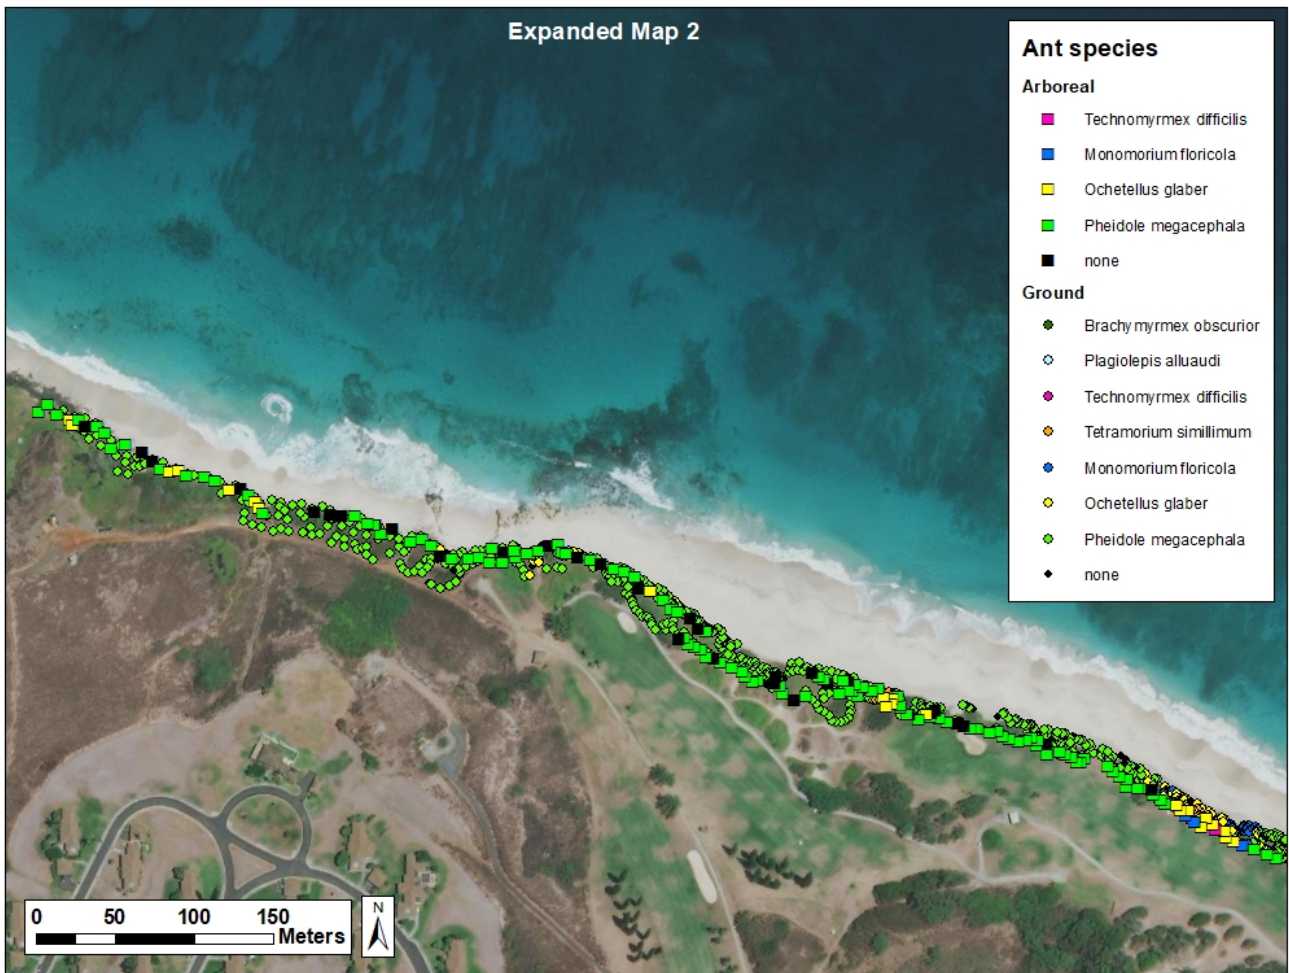 Expanded Map 2
Ant species
Arboreal
Technomyrmex difficilis
Monomorium floricola
Ochetellus glaber
Pheidole megacephala
none
Ground
Brachymyrmex obscurior
Plagiolepis alluaudi
Technomyrmex difficilis
Tetramorium simillimum
Monomorium floricola
Ochetellus glaber
Pheidole megacephala
none
0 50 100 150
Meters
N